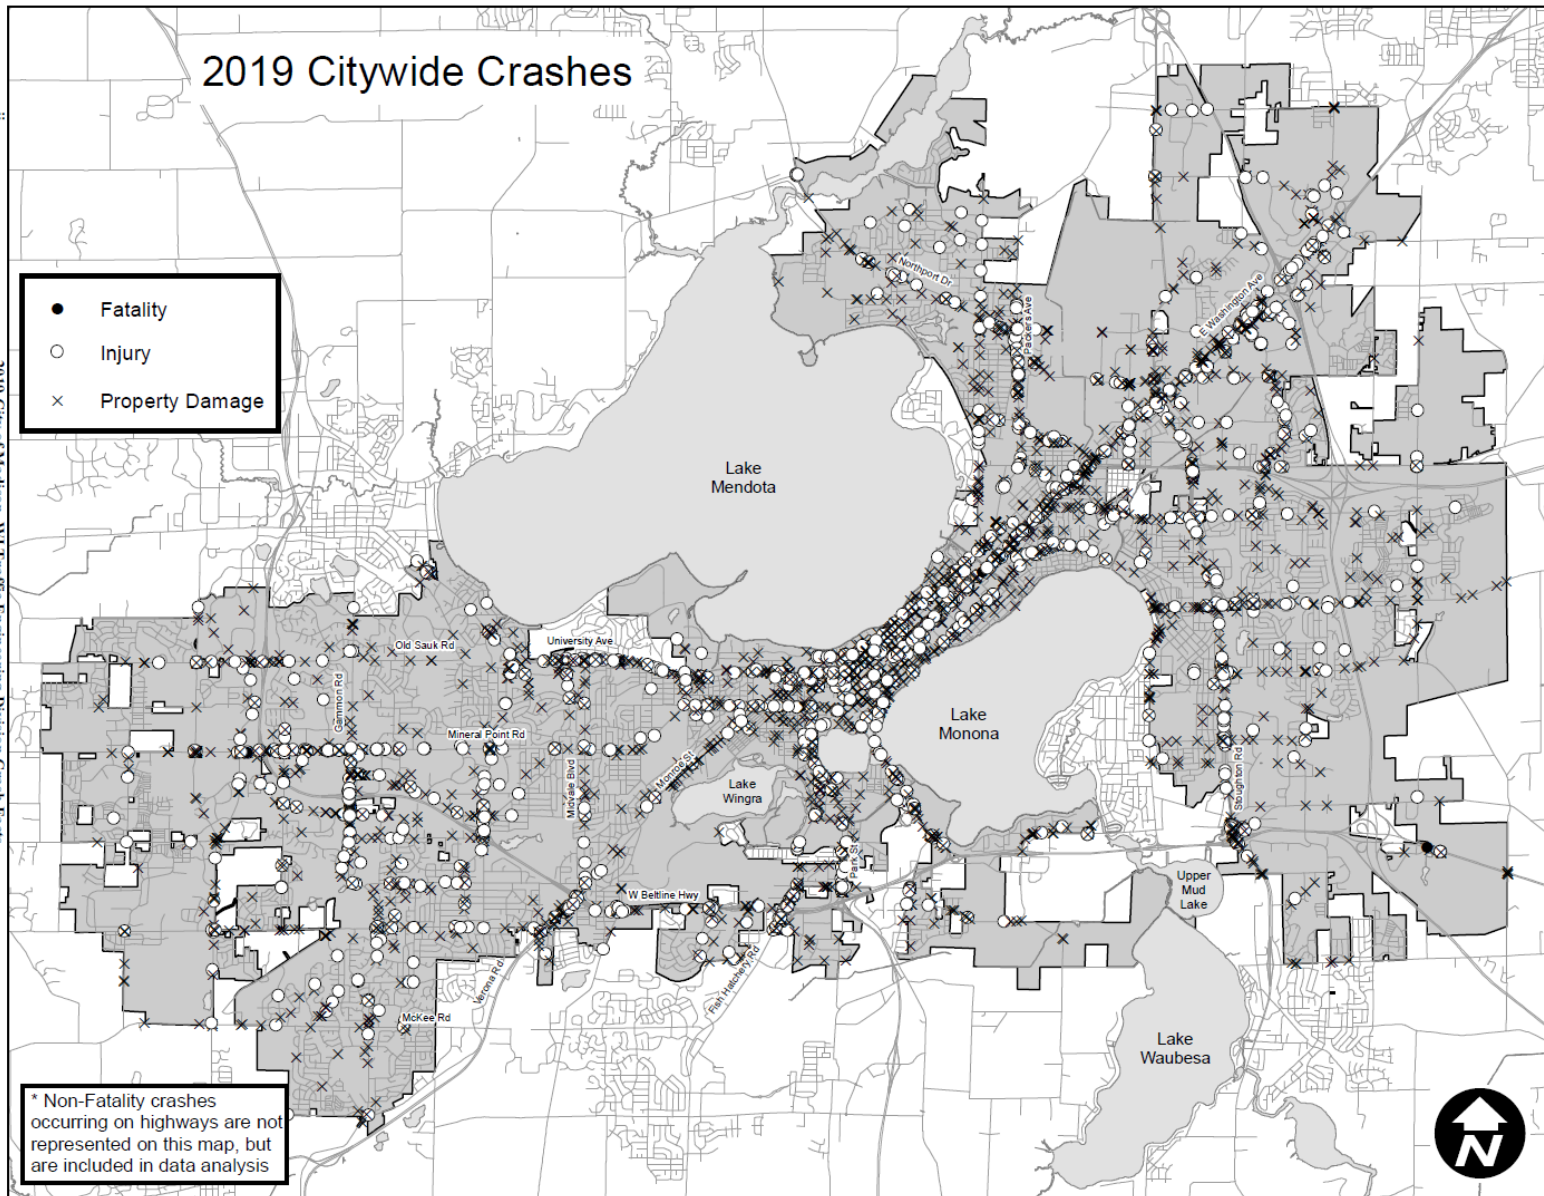 2019 Citywide Crashes
Fatality
Injury
Property Damage
Northport Dr
Packers Ave
E Washington Ave
Lake
Mendota
University Ave
Old Sauk Rd
Gammon Rd
Mineral Point Rd
Midvale Blvd
Monroe St
Lake
Wingra
Lake
Monona
Stoughton Rd
Park St
W Beltline Hwy
Upper
Mud
Lake
Verona Rd
Fish Hatchery Rd
McKee Rd
Lake
Waubesa
* Non-Fatality crashes
occurring on highways are not
represented on this map, but
are included in data analysis
N